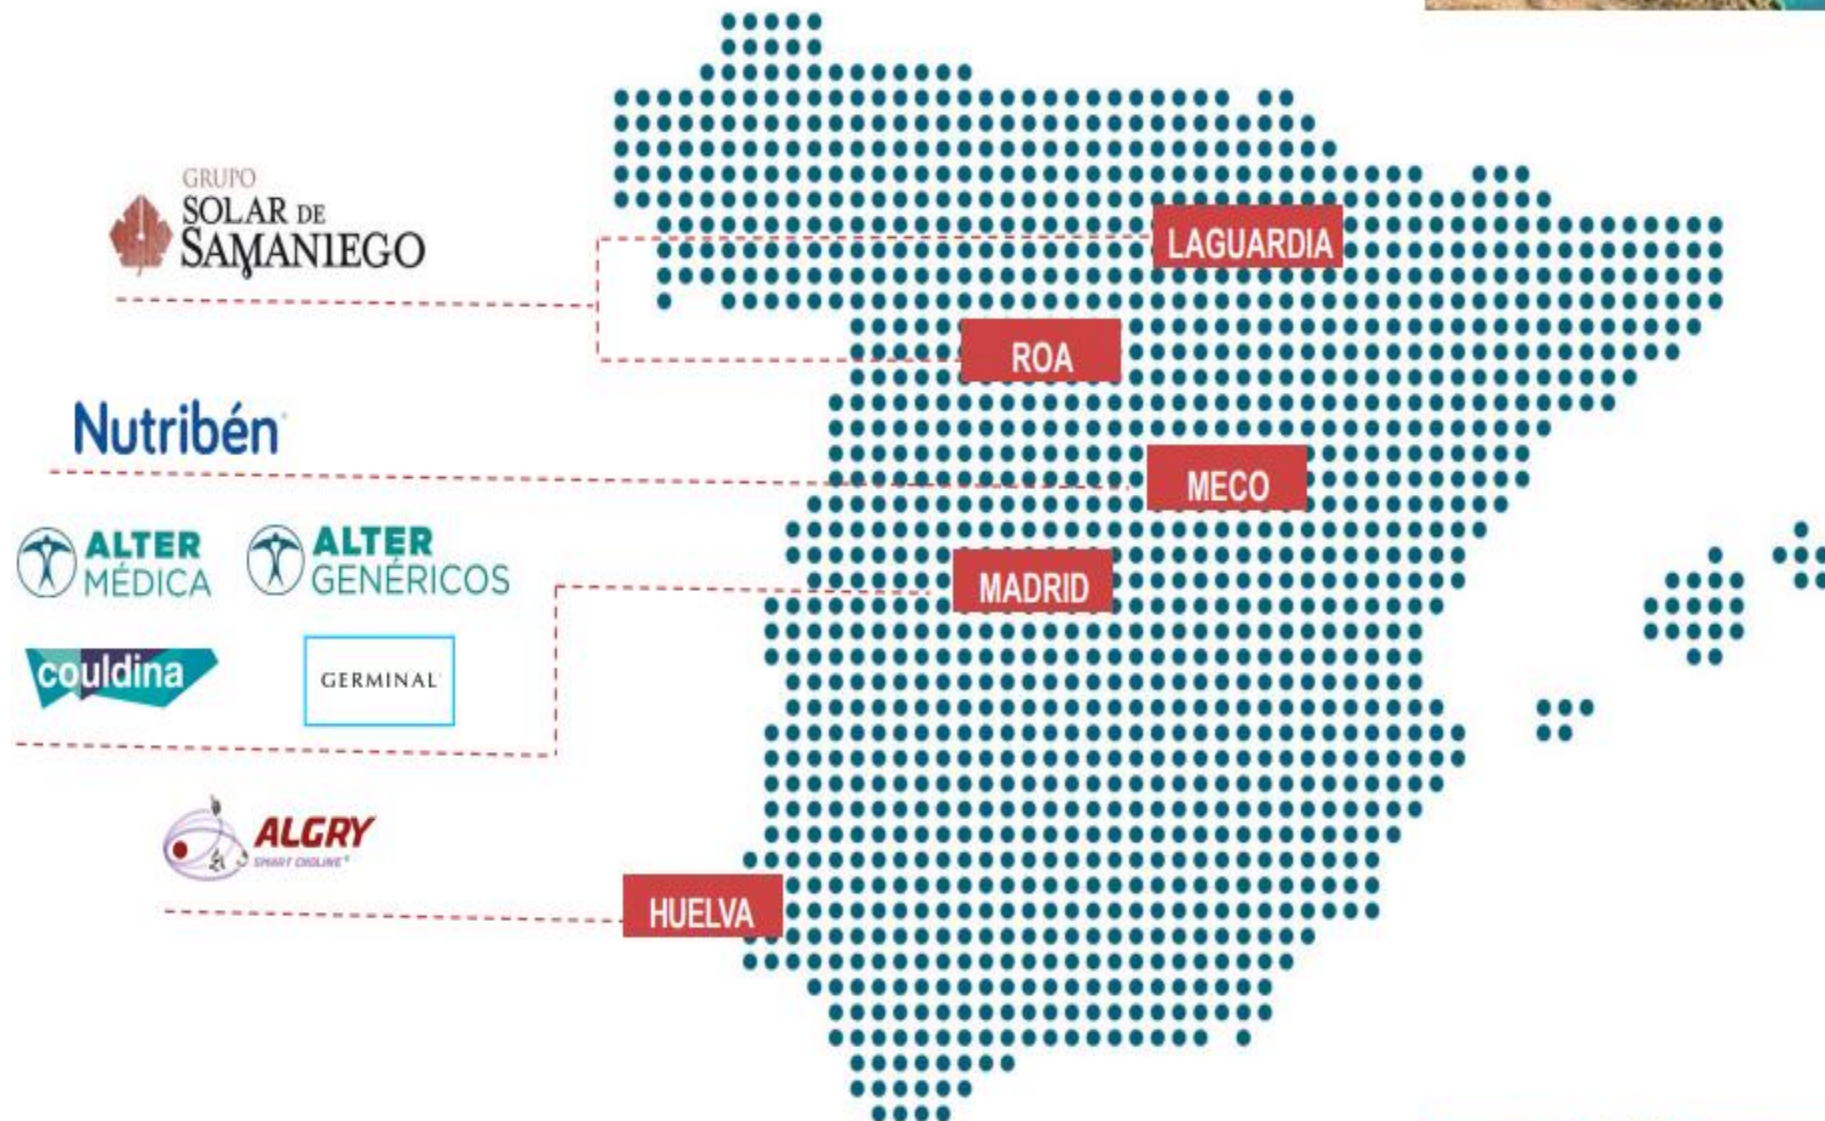 GRUPO
SOLAR DE
SAMANIEGO
LAGUARDIA
ROA
Nutribén
MECO
ALTER
MÉDICA
ALTER
GENÉRICOS
MADRID
couldina
GERMINAL
ALGRY
SMART CHOLINE®
HUELVA